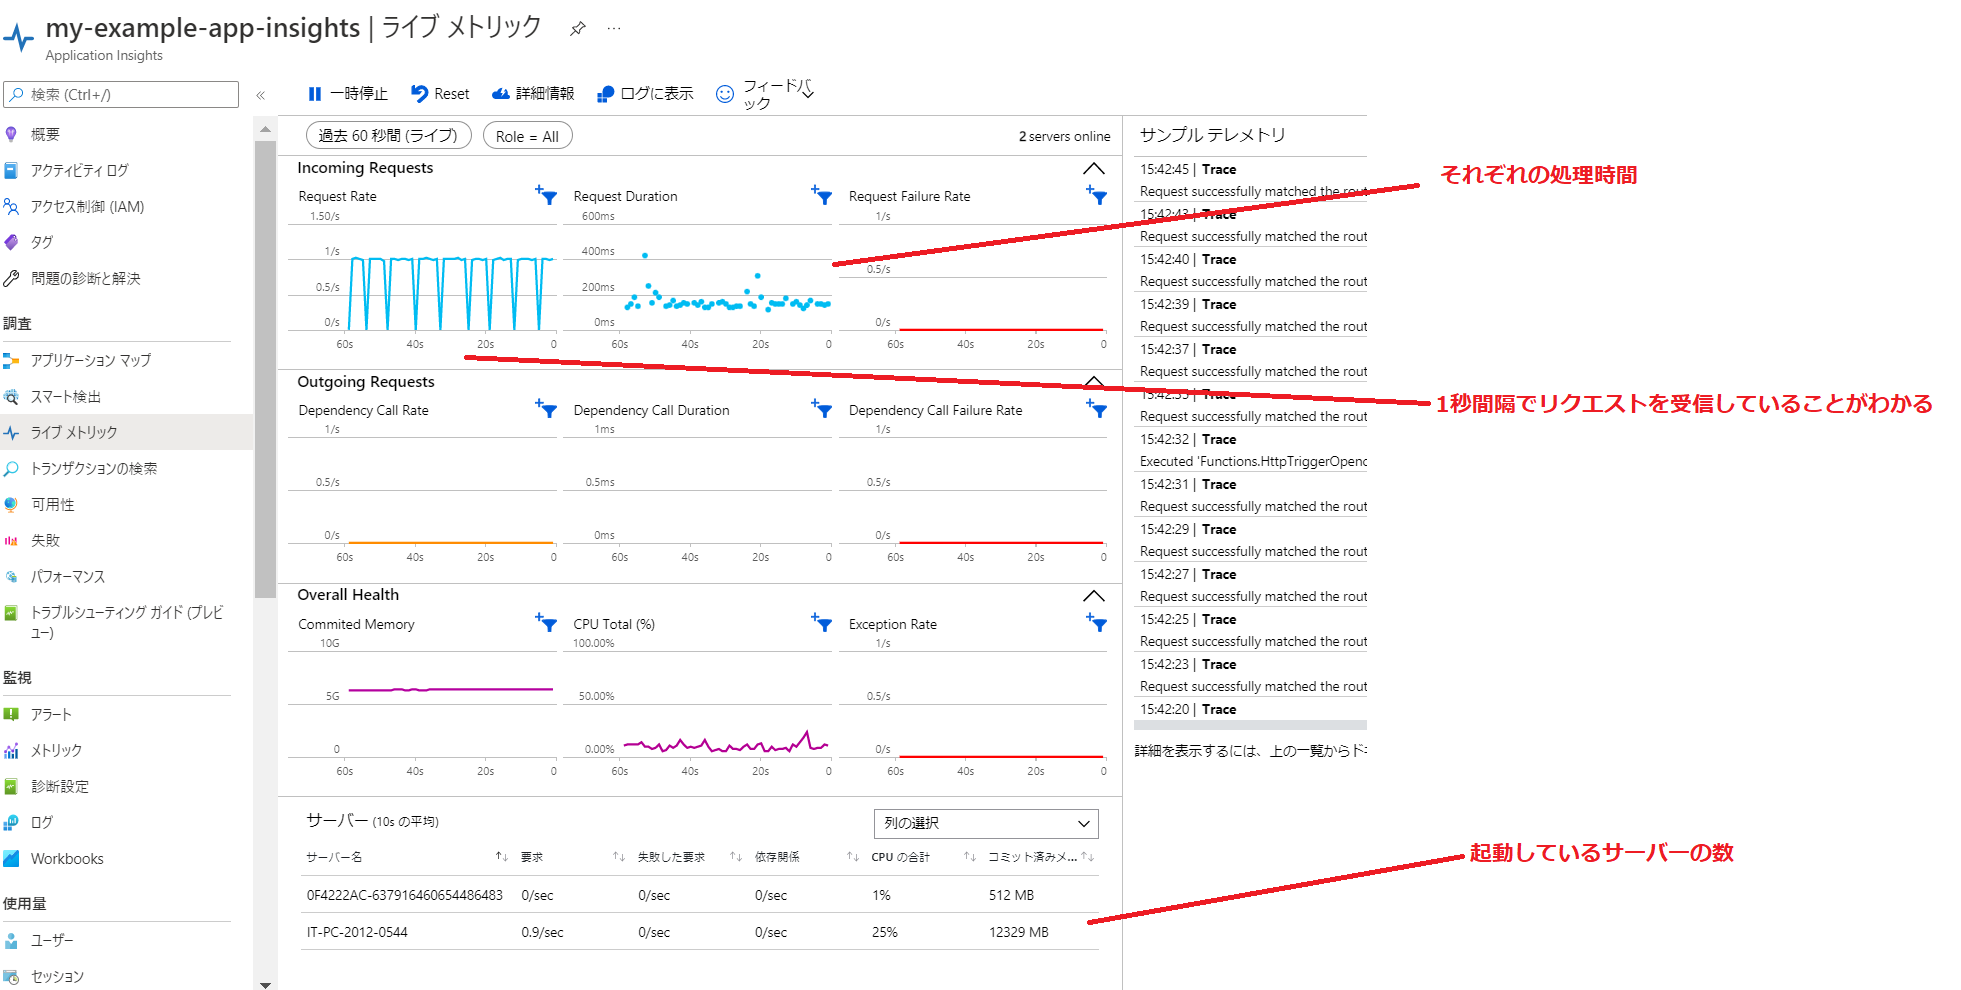 my-example-app-insights | ライブ メトリック
Application Insights
検索 (Ctrl+/)
概要
アクティビティ ログ
アクセス制御 (IAM)
タグ
問題の診断と解決
調査
アプリケーション マップ
スマート検出
ライブ メトリック
トランザクションの検索
可用性
失敗
パフォーマンス
トラブルシューティング ガイド (プレビ
ュー)
監視
アラート
メトリック
診断設定
ログ
Workbooks
使用量
ユーザー
セッション
一時停止
Reset
詳細情報
ログに表示
フィードバ
ック
過去 60 秒間 (ライブ)
Role = All
2 servers online
Incoming Requests
Request Rate
1.50/s
1/s
0.5/s
0/s
60s 40s 20s 0
Request Duration
600ms
400ms
200ms
0ms
60s 40s 20s 0
Request Failure Rate
1/s
0.5/s
0/s
60s 40s 20s 0
Outgoing Requests
Dependency Call Rate
1/s
0.5/s
0/s
60s 40s 20s 0
Dependency Call Duration
1ms
0.5ms
0ms
60s 40s 20s 0
Dependency Call Failure Rate
1/s
0.5/s
0/s
60s 40s 20s 0
Overall Health
Commited Memory
10G
5G
0
60s 40s 20s 0
CPU Total (%)
100.00%
50.00%
0.00%
60s 40s 20s 0
Exception Rate
1/s
0.5/s
0/s
60s 40s 20s 0
サーバー (10s の平均)
列の選択
サーバー名 要求 失敗した要求 依存関係 CPU の合計 コミット済みメ...
0F4222AC-637916460654486483 0/sec 0/sec 0/sec 1% 512 MB
IT-PC-2012-0544 0.9/sec 0/sec 0/sec 25% 12329 MB
サンプル テレメトリ
15:42:45 | Trace
Request successfully matched the rout
15:42:43 | Trace
Request successfully matched the rout
15:42:40 | Trace
Request successfully matched the rout
15:42:39 | Trace
Request successfully matched the rout
15:42:37 | Trace
Request successfully matched the rout
15:42:35 | Trace
Request successfully matched the rout
15:42:32 | Trace
Executed 'Functions.HttpTriggerOpenc
15:42:31 | Trace
Request successfully matched the rout
15:42:29 | Trace
Request successfully matched the rout
15:42:27 | Trace
Request successfully matched the rout
15:42:25 | Trace
Request successfully matched the rout
15:42:23 | Trace
Request successfully matched the rout
15:42:20 | Trace
詳細を表示するには、上の一覧からド
それぞれの処理時間
1秒間隔でリクエストを受信していることがわかる
起動しているサーバーの数